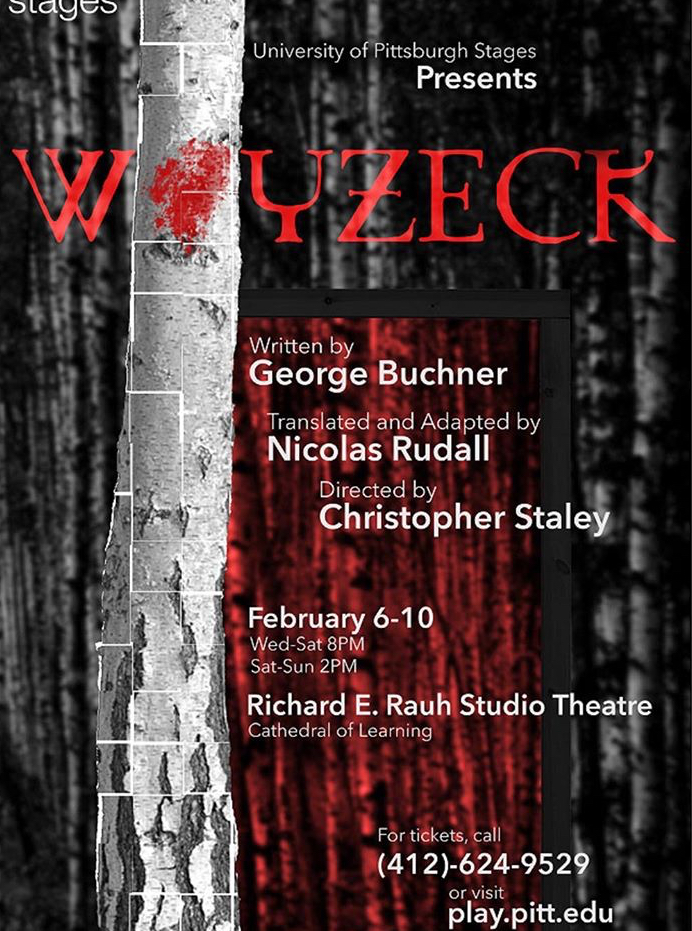 stages
University of Pittsburgh Stages
Presents
WOYZECK
Written by
George Buchner
Translated and Adapted by
Nicolas Rudall
Directed by
Christopher Staley
February 6-10
Wed-Sat 8PM
Sat-Sun 2PM
Richard E. Rauh Studio Theatre
Cathedral of Learning
For tickets, call
(412)-624-9529
or visit
play.pitt.edu